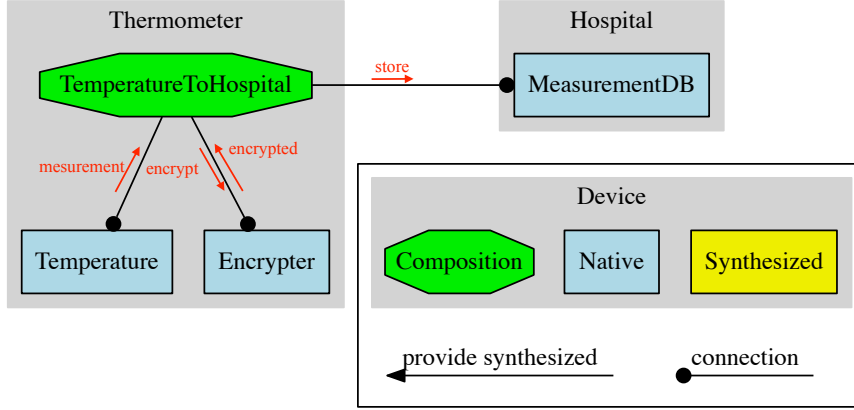 Thermometer
Hospital
TemperatureToHospital
store
MeasurementDB
mesurement
encrypt
encrypted
Temperature
Encrypter
Device
Composition
Native
Synthesized
provide synthesized
connection